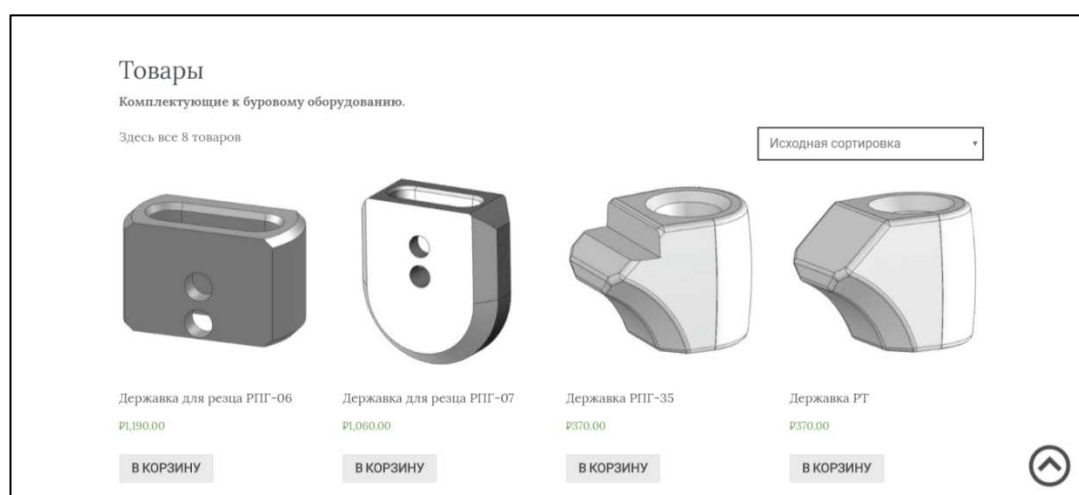 Товары
Комплектующие к буровому оборудованию.
Здесь все 8 товаров
Исходная сортировка
Державка для резца РПГ-06
Державка для резца РПГ-07
Державка РПГ-35
Державка РТ
₽1,190.00
₽1,060.00
₽370.00
₽370.00
В КОРЗИНУ
В КОРЗИНУ
В КОРЗИНУ
В КОРЗИНУ